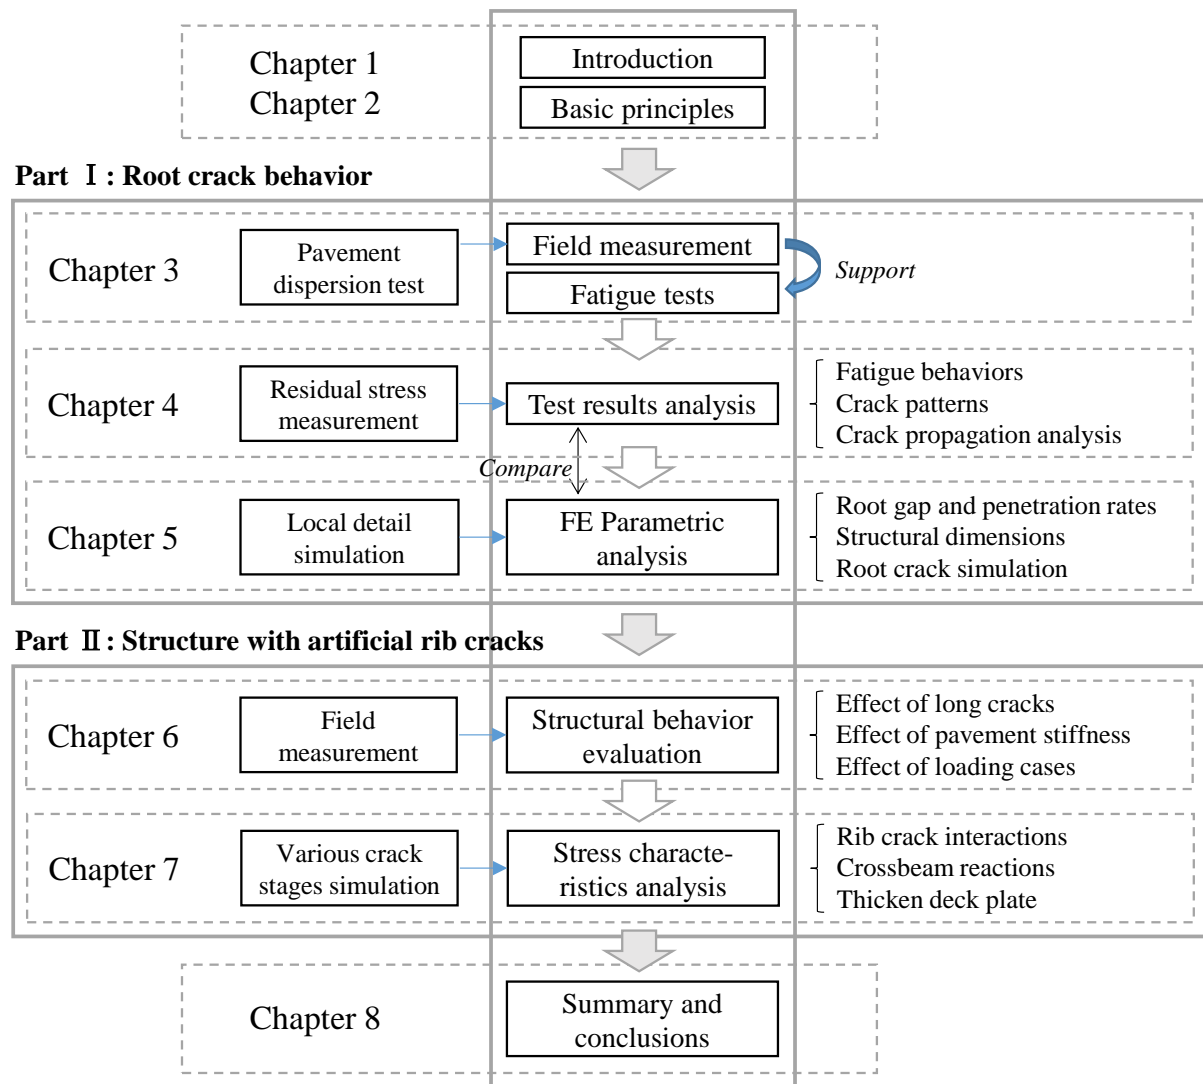 Chapter 1
Introduction
Chapter 2
Basic principles
Part Ⅰ: Root crack behavior
Chapter 3
Pavement
dispersion test
Field measurement
Fatigue tests
Support
Chapter 4
Residual stress
measurement
Test results analysis
Fatigue behaviors
Crack patterns
Crack propagation analysis
Compare
Chapter 5
Local detail
simulation
FE Parametric
analysis
Root gap and penetration rates
Structural dimensions
Root crack simulation
Part Ⅱ: Structure with artificial rib cracks
Chapter 6
Field
measurement
Structural behavior
evaluation
Effect of long cracks
Effect of pavement stiffness
Effect of loading cases
Chapter 7
Various crack
stages simulation
Stress characte-
ristics analysis
Rib crack interactions
Crossbeam reactions
Thicken deck plate
Chapter 8
Summary and
conclusions